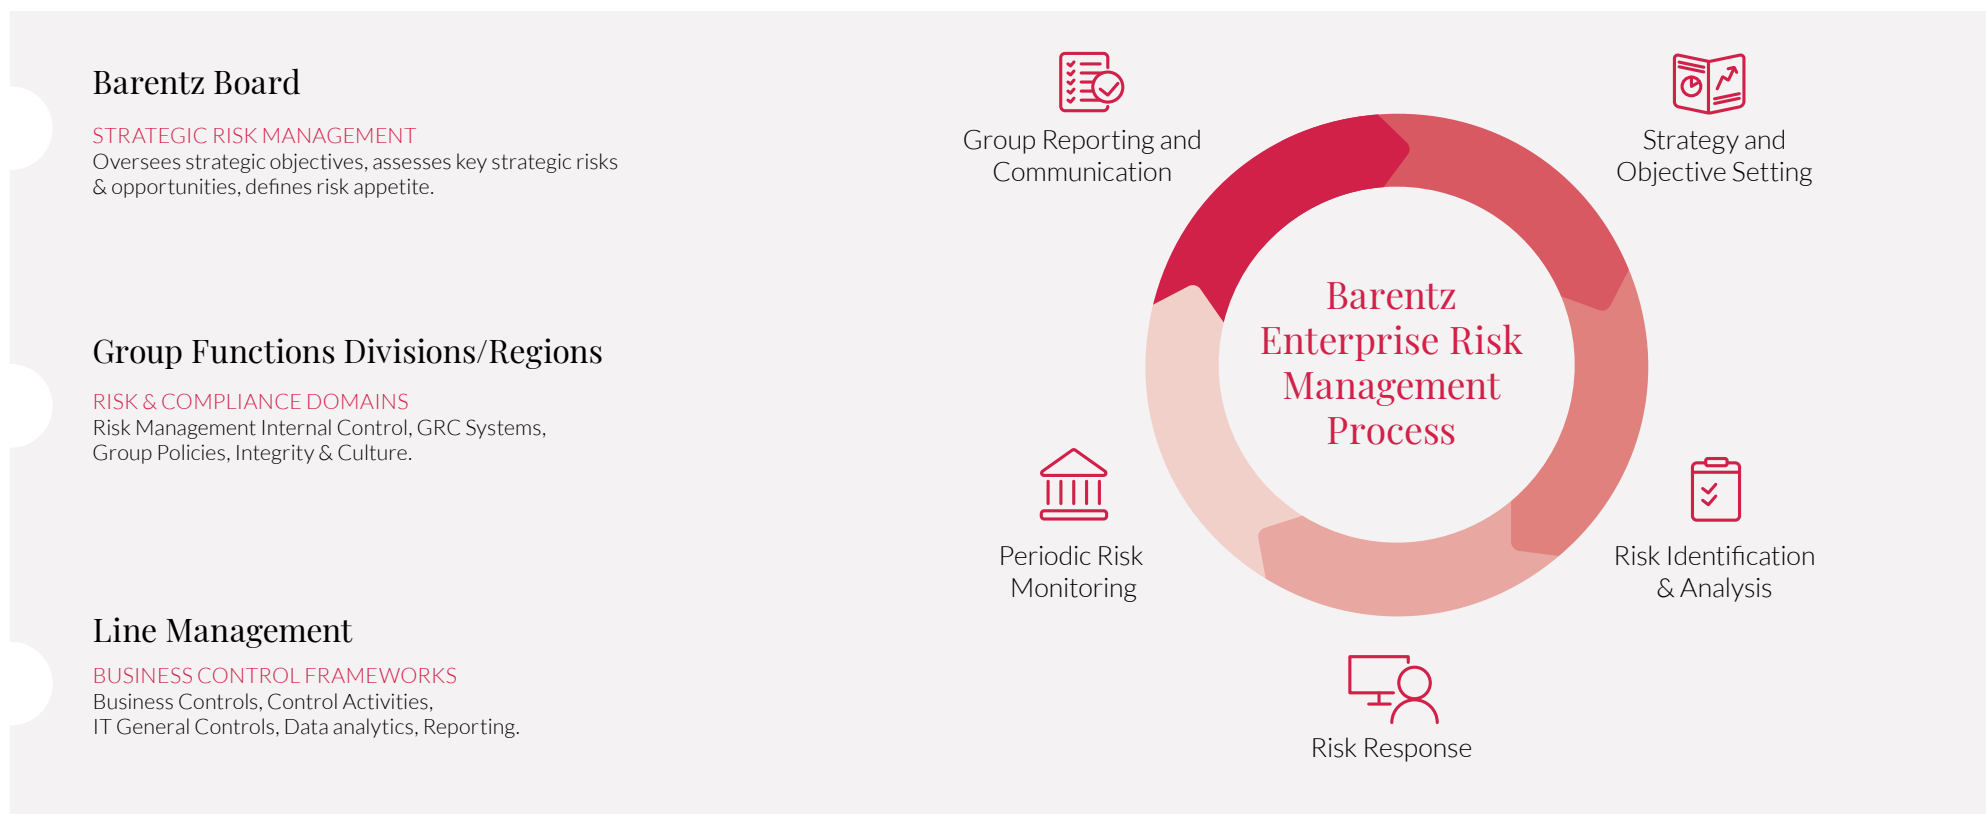 Barentz Board
STRATEGIC RISK MANAGEMENT
Oversees strategic objectives, assesses key strategic risks
& opportunities, defines risk appetite.
Group Functions Divisions/Regions
RISK & COMPLIANCE DOMAINS
Risk Management Internal Control, GRC Systems,
Group Policies, Integrity & Culture.
Line Management
BUSINESS CONTROL FRAMEWORKS
Business Controls, Control Activities,
IT General Controls, Data analytics, Reporting.
Group Reporting and
Communication
Strategy and
Objective Setting
Barentz
Enterprise Risk
Management
Process
Periodic Risk
Monitoring
Risk Identification
& Analysis
Risk Response